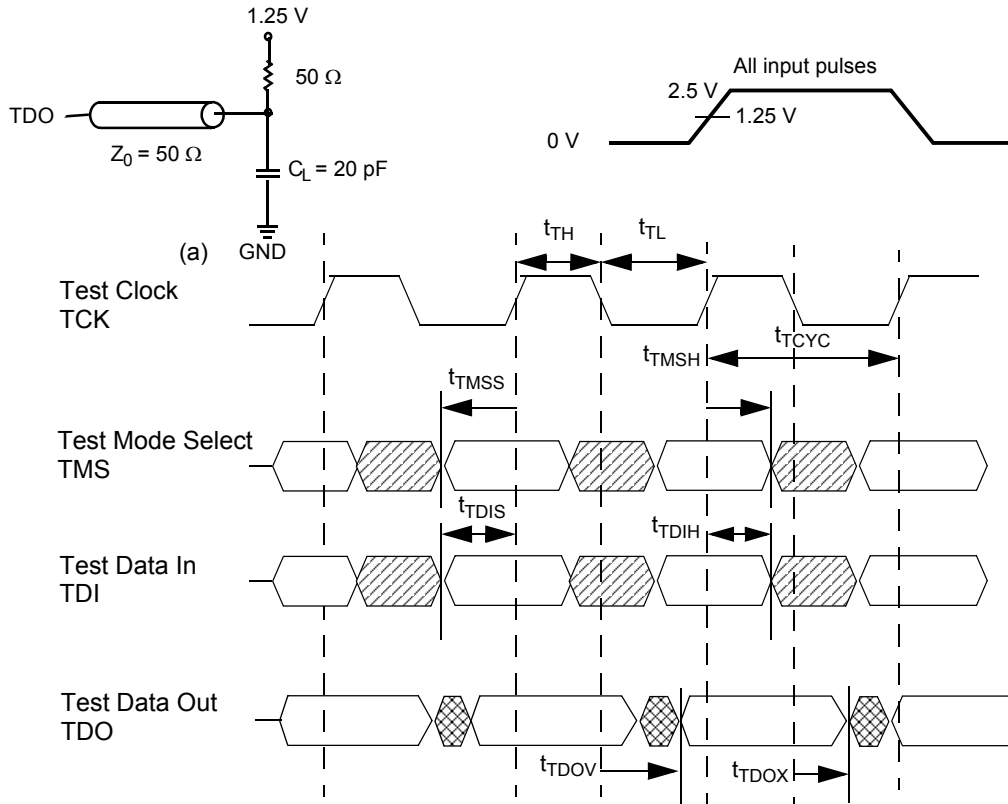 1.25 V
50 Ω
TDO
Z0 = 50 Ω
CL = 20 pF
(a) GND
All input pulses
2.5 V
1.25 V
0 V
tTH
tTL
Test Clock
TCK
tTCYC
tTMSH
tTMSS
Test Mode Select
TMS
tTDIS
tTDIH
Test Data In
TDI
Test Data Out
TDO
tTDOV
tTDOX